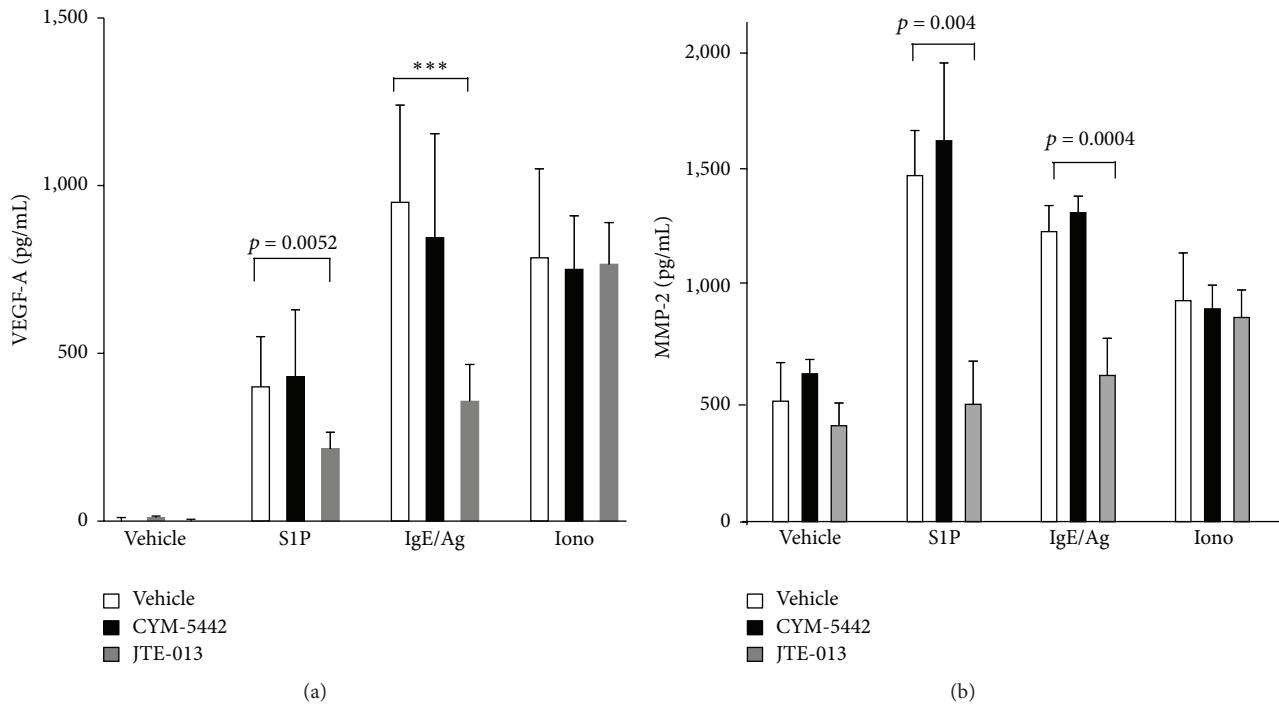 1,500
1,000
500
0
VEGF-A (pg/mL)
p = 0.0052
***
Vehicle S1P IgE/Ag Iono
Vehicle
CYM-5442
JTE-013
(a)
2,000
1,500
1,000
500
0
MMP-2 (pg/mL)
p = 0.004
p = 0.0004
Vehicle S1P IgE/Ag Iono
Vehicle
CYM-5442
JTE-013
(b)